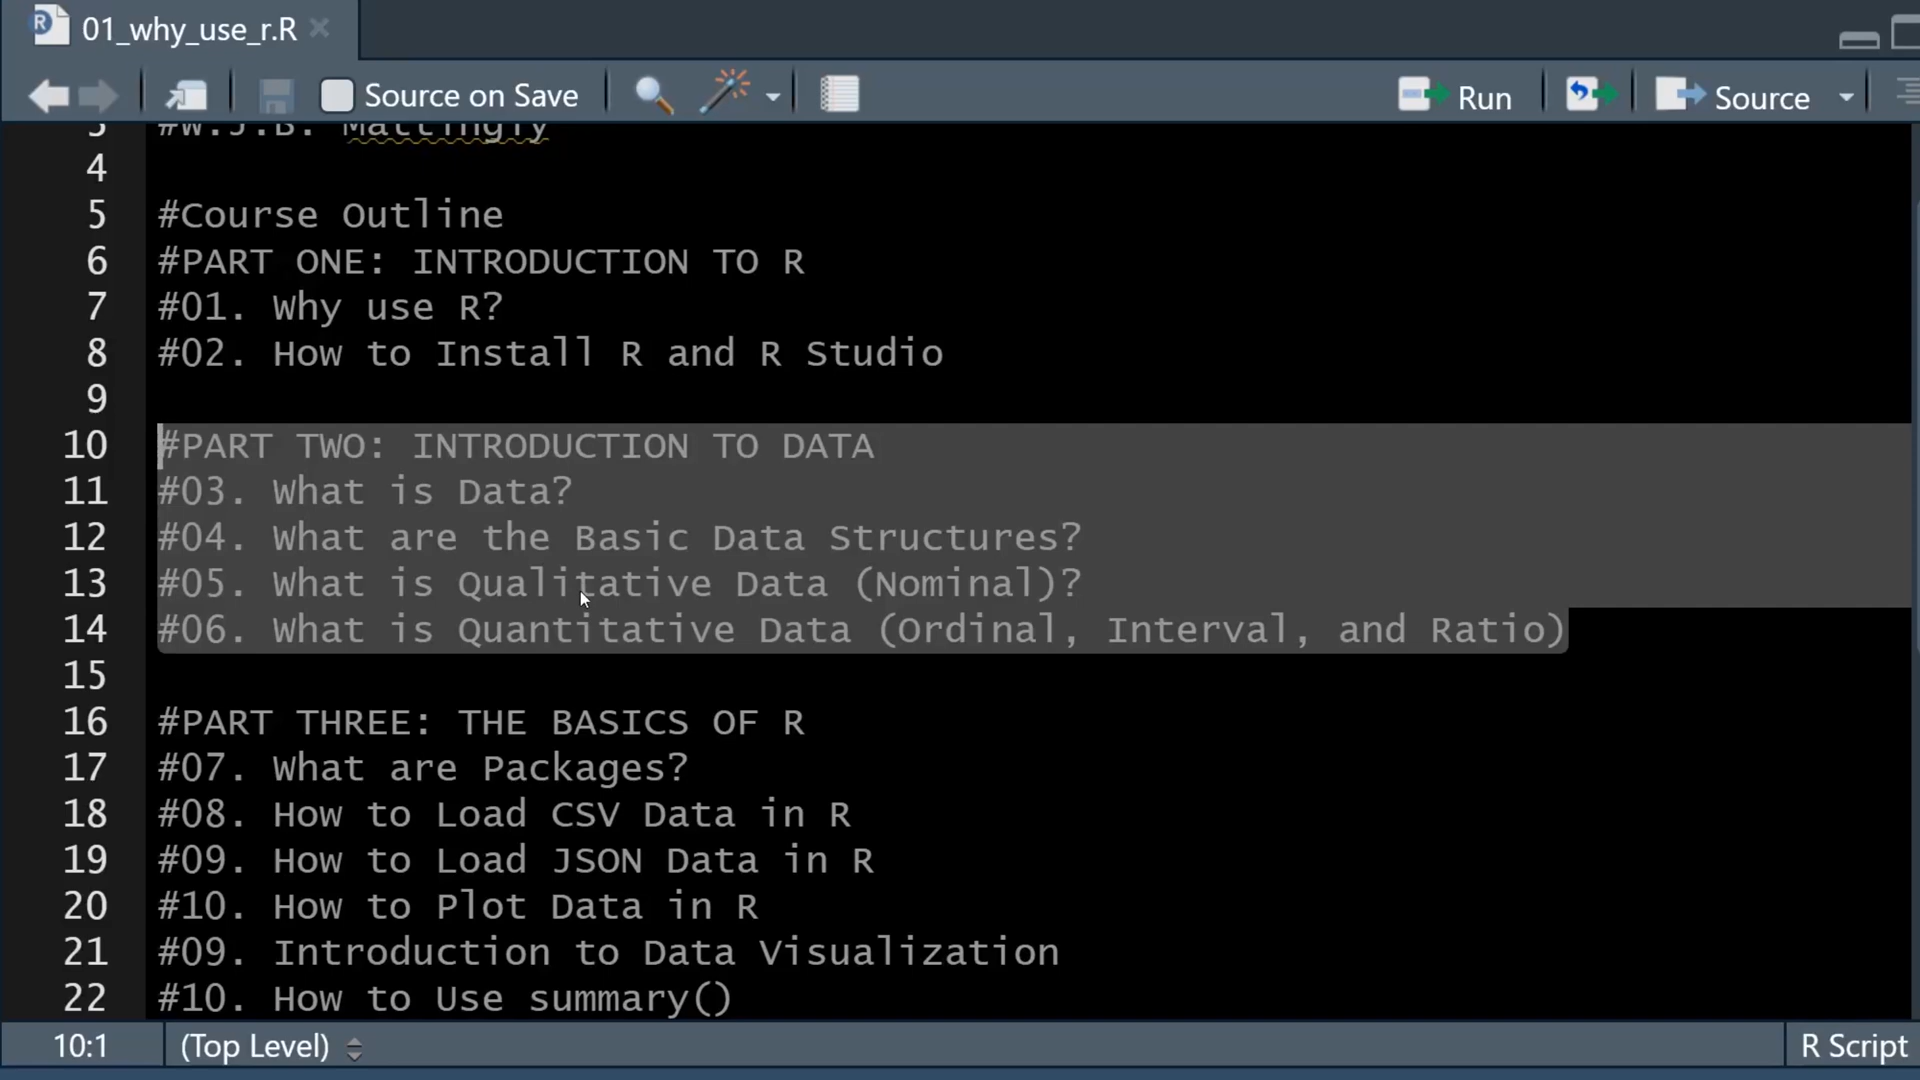 01_why_use_r.R
Source on Save
Run
Source
3 #W.J.B. Mattingly
4
5 #Course Outline
6 #PART ONE: INTRODUCTION TO R
7 #01. Why use R?
8 #02. How to Install R and R Studio
9
10 #PART TWO: INTRODUCTION TO DATA
11 #03. What is Data?
12 #04. What are the Basic Data Structures?
13 #05. What is Qualitative Data (Nominal)?
14 #06. What is Quantitative Data (Ordinal, Interval, and Ratio)
15
16 #PART THREE: THE BASICS OF R
17 #07. What are Packages?
18 #08. How to Load CSV Data in R
19 #09. How to Load JSON Data in R
20 #10. How to Plot Data in R
21 #09. Introduction to Data Visualization
22 #10. How to Use summary()
10:1
(Top Level)
R Script